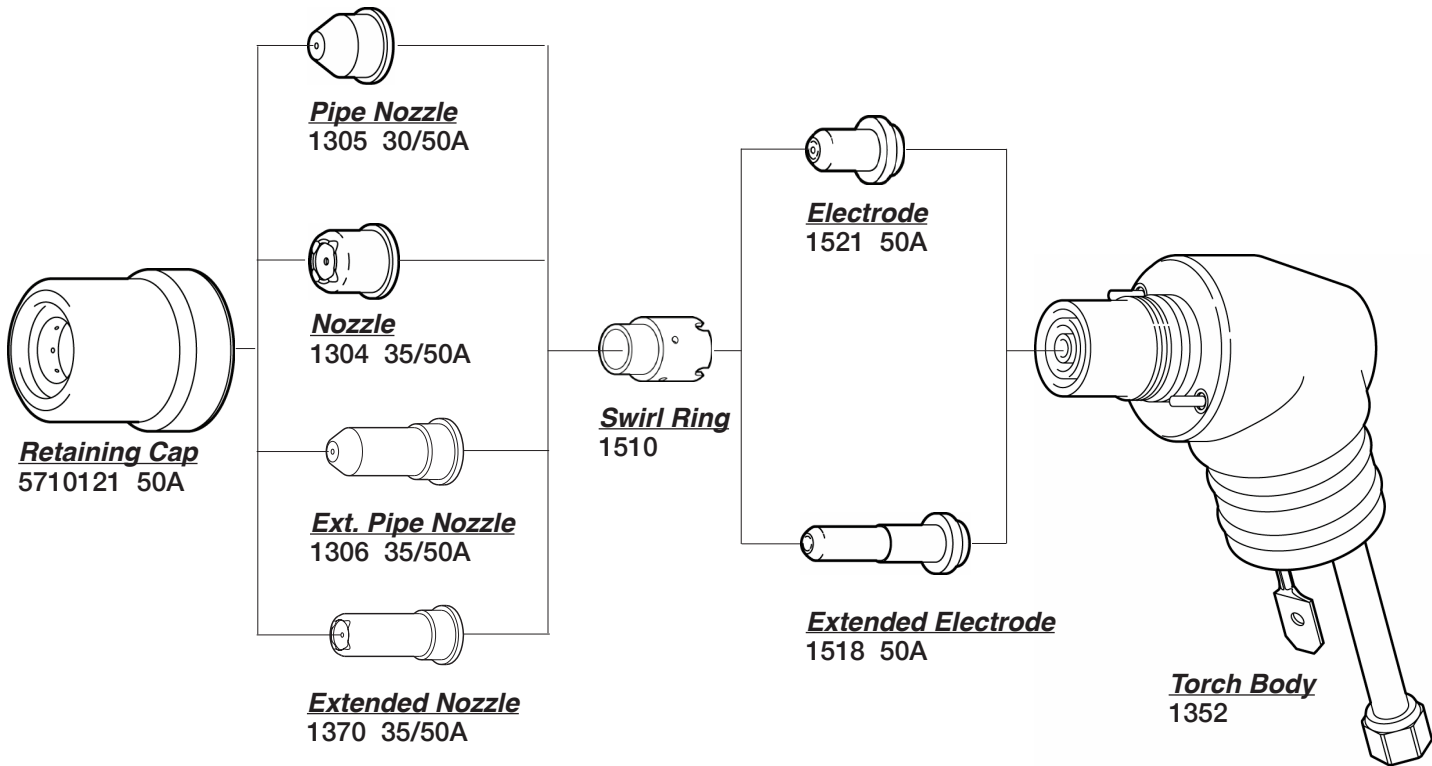 Pipe Nozzle
1305 30/50A
Nozzle
1304 35/50A
Retaining Cap
5710121 50A
Ext. Pipe Nozzle
1306 35/50A
Extended Nozzle
1370 35/50A
Swirl Ring
1510
Electrode
1521 50A
Extended Electrode
1518 50A
Torch Body
1352